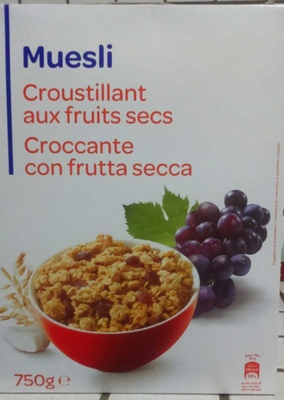 Muesli
Croustillant
aux fruits secs
Croccante
con frutta secca
750g e